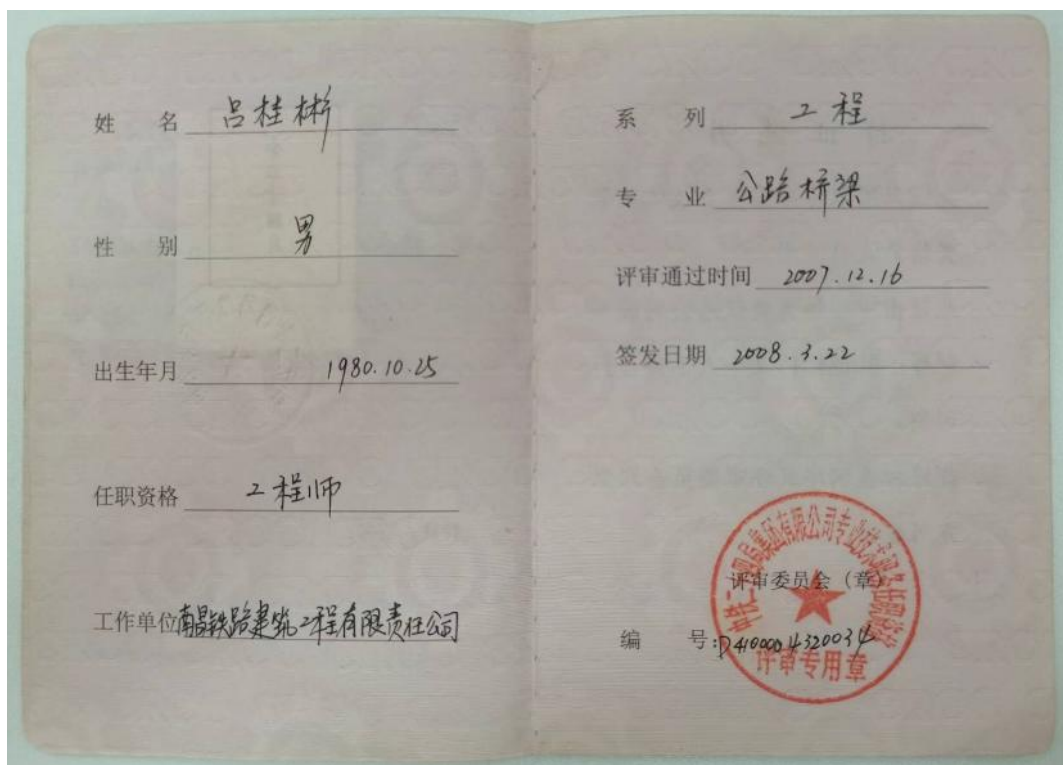 姓 名 吕桂彬
性 别 男
出生年月 1980.10.25
任职资格 工程师
工作单位 南昌铁路建筑工程有限责任公司
系 列 工程
专 业 公路桥梁
评审通过时间 2007.12.16
签发日期 2008.3.22
评审委员会（章）
编 号:
评审专用章